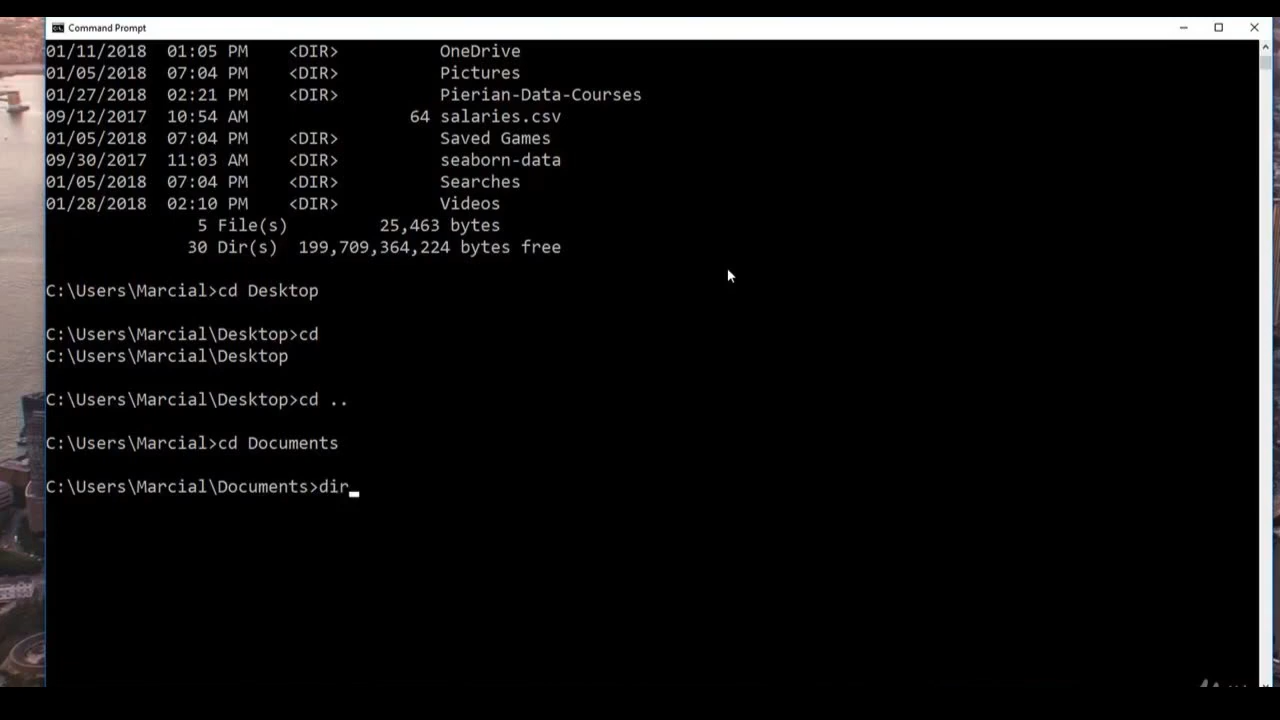 Command Prompt
01/11/2018  01:05 PM    <DIR>          OneDrive
01/05/2018  07:04 PM    <DIR>          Pictures
01/27/2018  02:21 PM    <DIR>          Pierian-Data-Courses
09/12/2017  10:54 AM                64 salaries.csv
01/05/2018  07:04 PM    <DIR>          Saved Games
09/30/2017  11:03 AM    <DIR>          seaborn-data
01/05/2018  07:04 PM    <DIR>          Searches
01/28/2018  02:10 PM    <DIR>          Videos
               5 File(s)         25,463 bytes
              30 Dir(s)  199,709,364,224 bytes free
C:\Users\Marcial>cd Desktop
C:\Users\Marcial\Desktop>cd
C:\Users\Marcial\Desktop
C:\Users\Marcial\Desktop>cd ..
C:\Users\Marcial>cd Documents
C:\Users\Marcial\Documents>dir